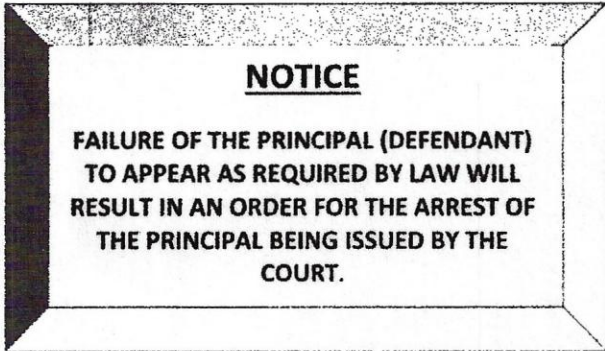 NOTICE
FAILURE OF THE PRINCIPAL (DEFENDANT)
TO APPEAR AS REQUIRED BY LAW WILL
RESULT IN AN ORDER FOR THE ARREST OF
THE PRINCIPAL BEING ISSUED BY THE
COURT.